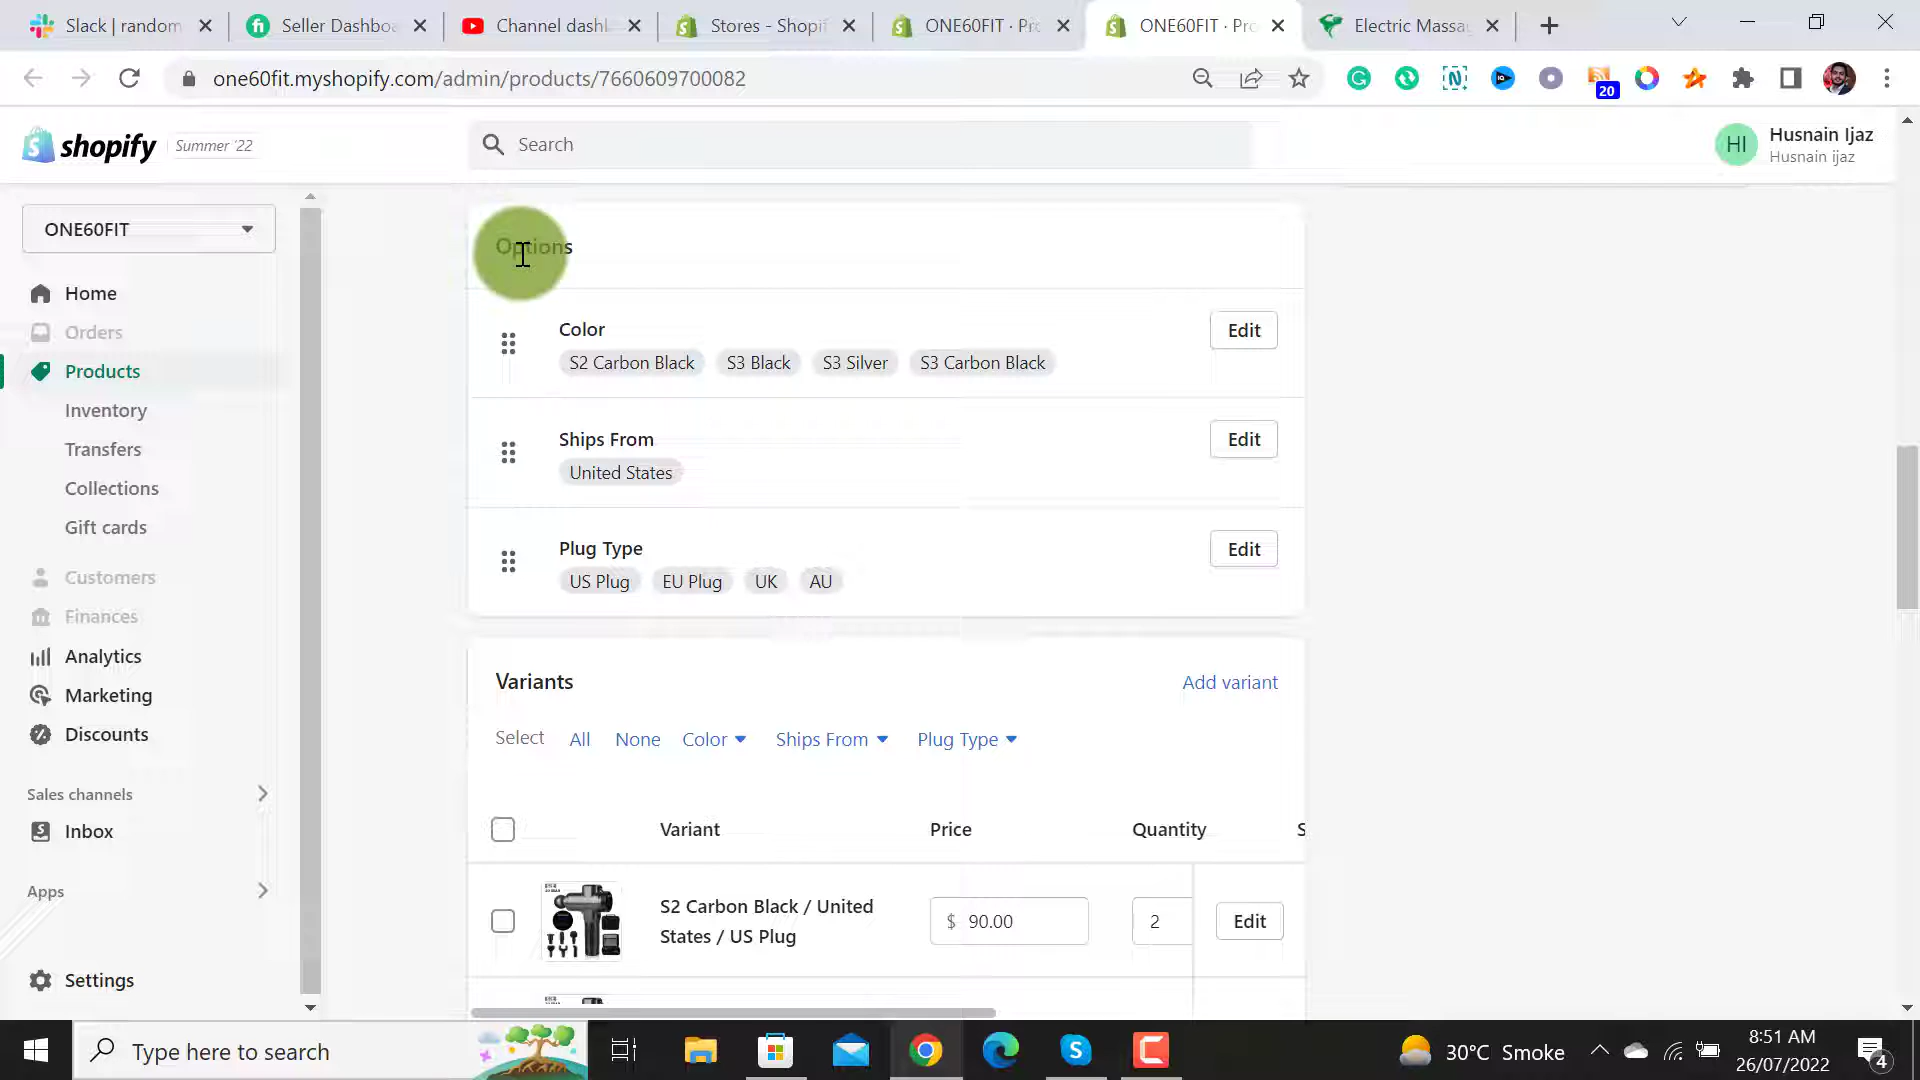 Slack | random
Seller Dashboa
Channel dashl
Stores - Shopif
ONE60FIT · Pro
ONE60FIT · Pro
Electric Massa
one60fit.myshopify.com/admin/products/7660609700082
20
shopify
Summer '22
Search
HI
Husnain Ijaz
Husnain ijaz
ONE60FIT
Home
Orders
Products
Inventory
Transfers
Collections
Gift cards
Customers
Finances
Analytics
Marketing
Discounts
Sales channels
Inbox
Apps
Settings
Options
Color
Edit
S2 Carbon Black S3 Black S3 Silver S3 Carbon Black
Ships From
Edit
United States
Plug Type
Edit
US Plug EU Plug UK AU
Variants
Add variant
Select All None Color Ships From Plug Type
Variant Price Quantity S
S2 Carbon Black / United
States / US Plug
$ 90.00
2
Edit
Type here to search
30°C Smoke
8:51 AM
26/07/2022
4